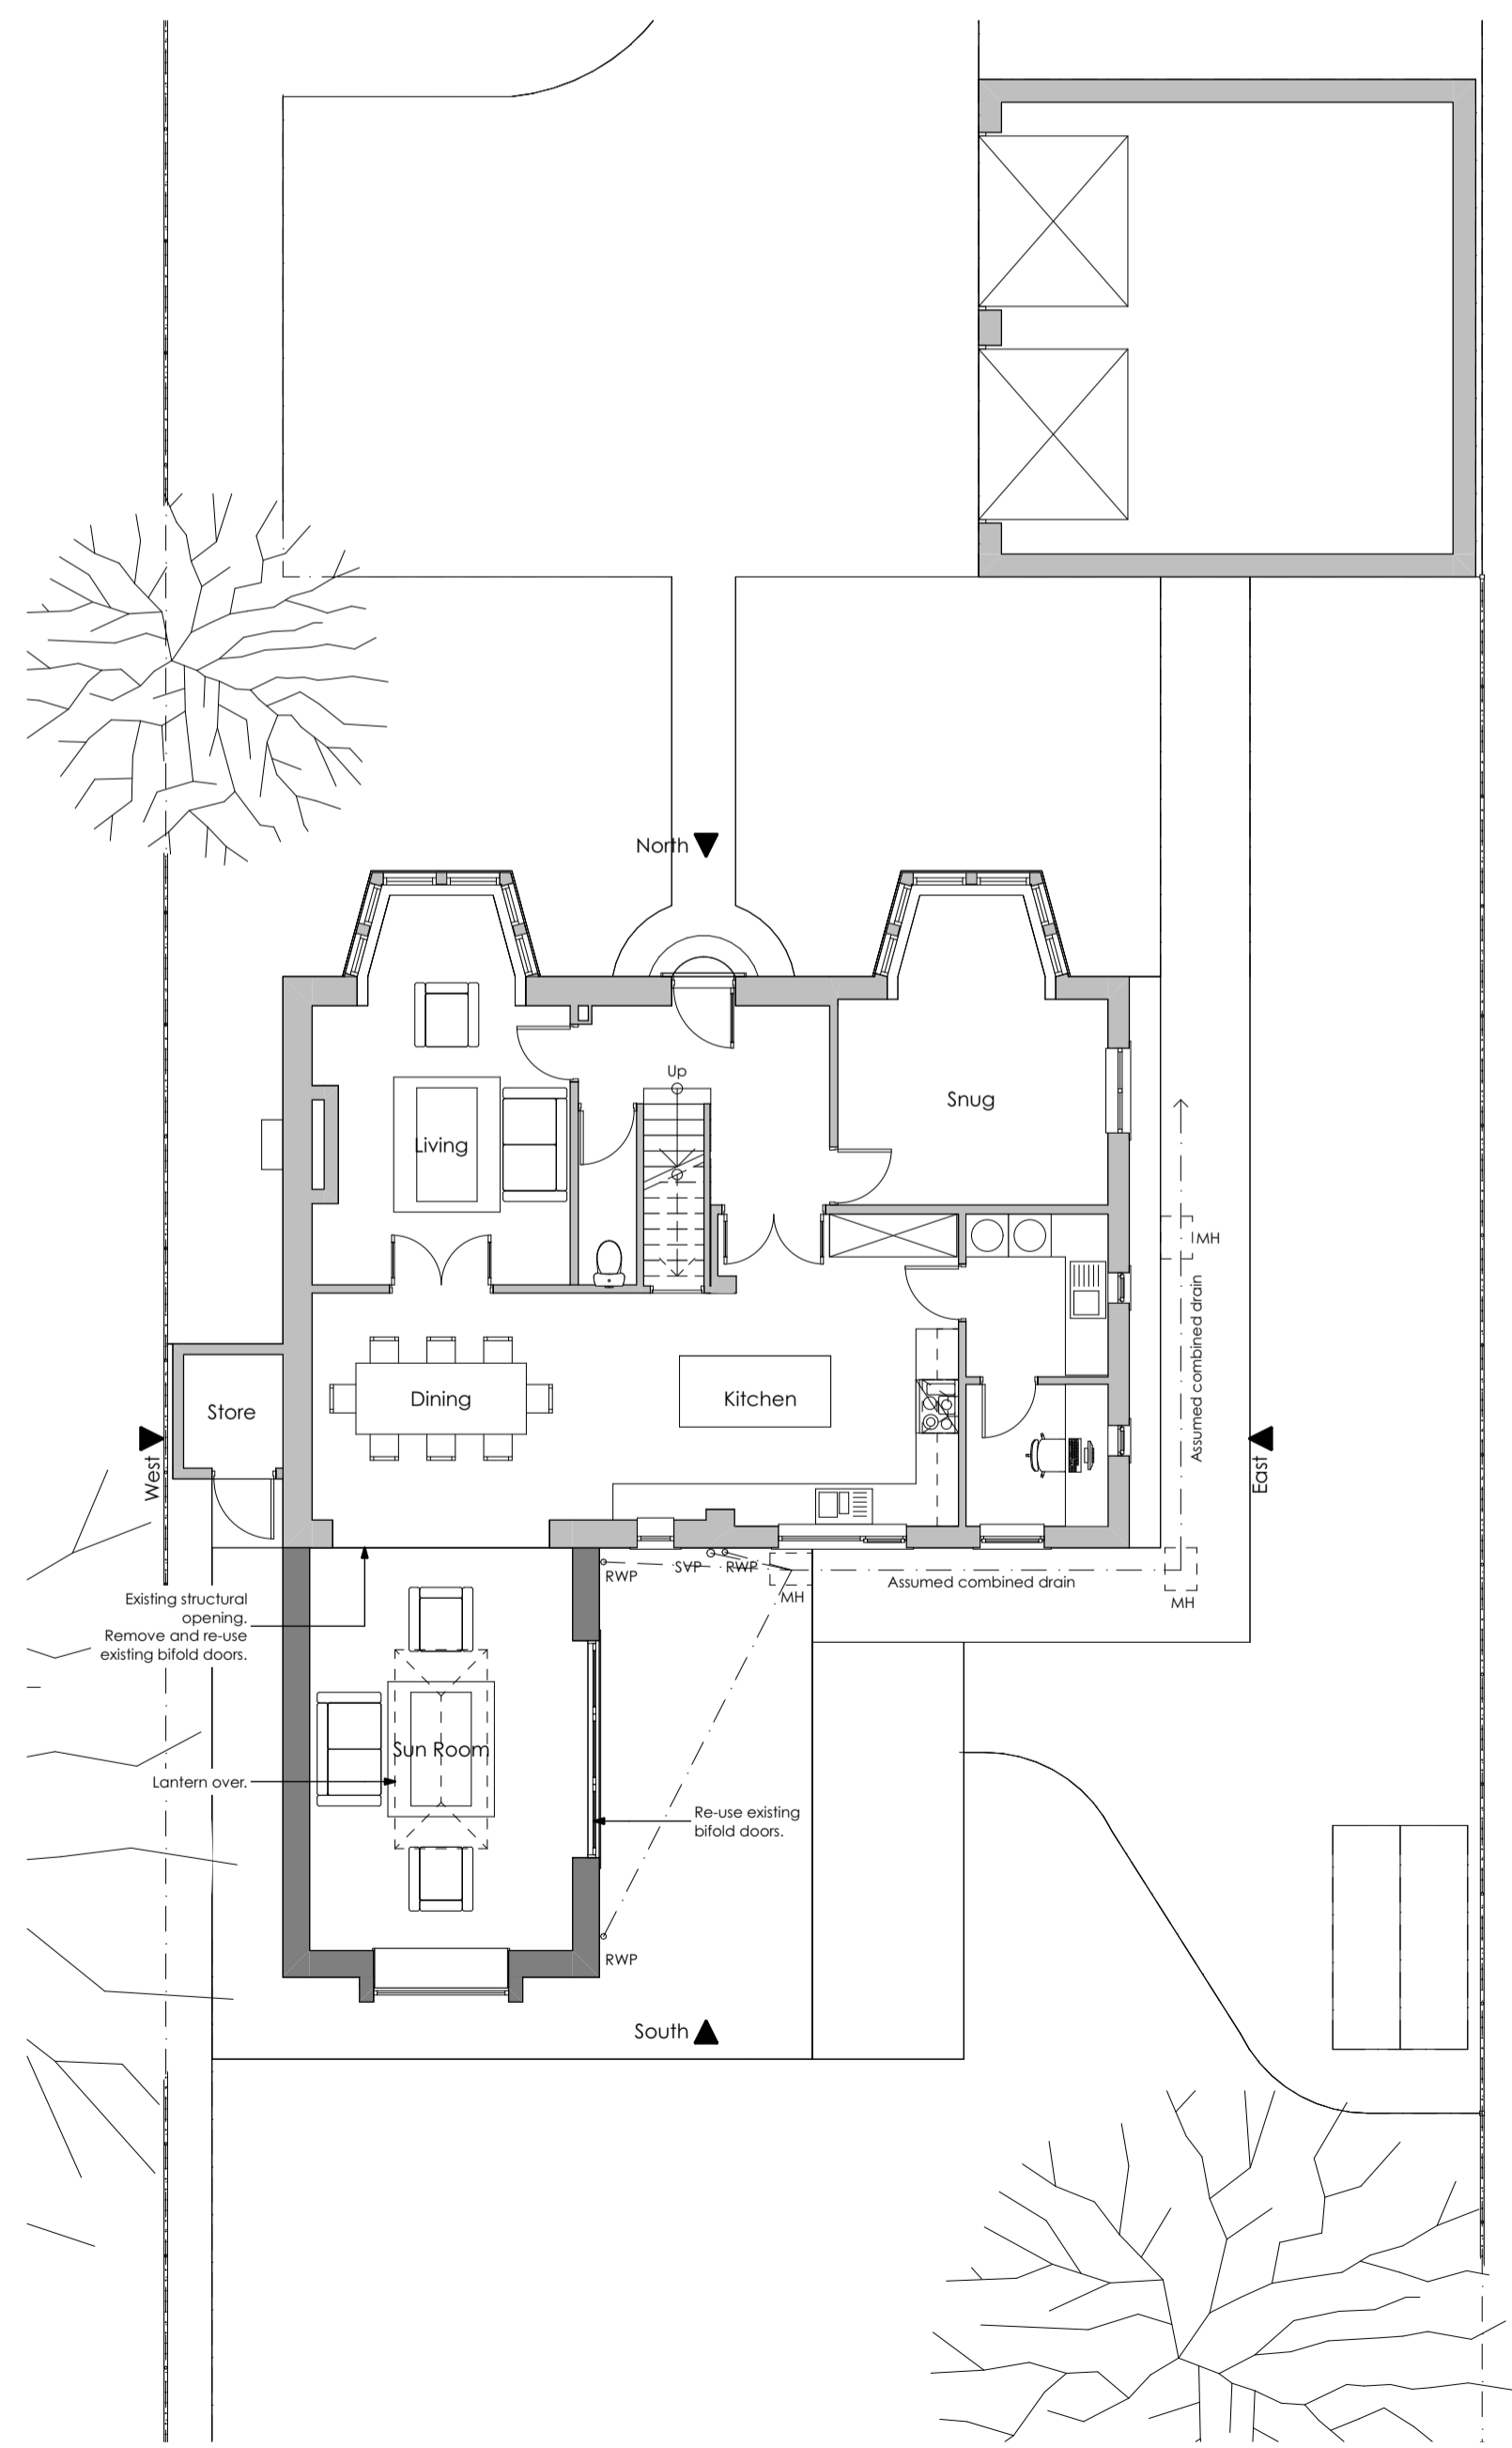 North
Up
Snug
Living
MH
Assumed combined drain
Dining
Kitchen
Store
West
East
RWP
SVP
RWP
MH
Assumed combined drain
MH
Existing structural
opening.
Remove and re-use
existing bifold doors.
Sun Room
Lantern over.
Re-use existing
bifold doors.
RWP
South